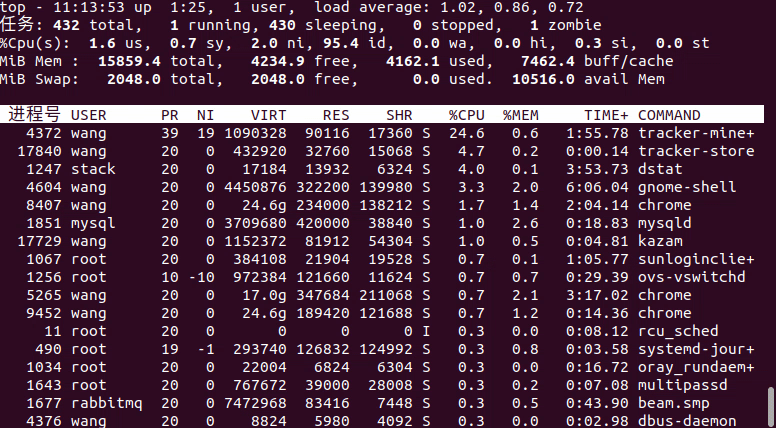 top - 11:13:53 up  1:25,  1 user,  load average: 1.02, 0.86, 0.72
任务: 432 total,   1 running, 430 sleeping,   0 stopped,   1 zombie
%Cpu(s):  1.6 us,  0.7 sy,  2.0 ni, 95.4 id,  0.0 wa,  0.0 hi,  0.3 si,  0.0 st
MiB Mem :  15859.4 total,   4234.9 free,   4162.1 used,   7462.4 buff/cache
MiB Swap:   2048.0 total,   2048.0 free,      0.0 used.  10516.0 avail Mem
进程号 USER      PR  NI    VIRT    RES    SHR    %CPU  %MEM     TIME+ COMMAND
4372 wang      39  19 1090328  90116  17360 S  24.6   0.6   1:55.78 tracker-mine+
17840 wang      20   0  432920  32760  15068 S   4.7   0.2   0:00.14 tracker-store
1247 stack     20   0   17184  13932   6324 S   4.0   0.1   3:53.73 dstat
4604 wang      20   0 4450876 322200 139980 S   3.3   2.0   6:06.04 gnome-shell
8407 wang      20   0   24.6g 234000 138212 S   1.7   1.4   2:04.14 chrome
1851 mysql     20   0 3709680 420000  38840 S   1.0   2.6   0:18.83 mysqld
17729 wang      20   0 1152372  81912  54304 S   1.0   0.5   0:04.81 kazam
1067 root      20   0  384108  21904  19528 S   0.7   0.1   1:05.77 sunloginclie+
1256 root      10 -10  972384 121660  11624 S   0.7   0.7   0:29.39 ovs-vswitchd
5265 wang      20   0   17.0g 347684 211068 S   0.7   2.1   3:17.02 chrome
9452 wang      20   0   24.6g 189420 121688 S   0.7   1.2   0:14.36 chrome
11 root      20   0       0      0      0 I   0.3   0.0   0:08.12 rcu_sched
490 root      19  -1  293740 126832 124992 S   0.3   0.8   0:03.58 systemd-jour+
1034 root      20   0   22004   6824   6304 S   0.3   0.0   0:16.72 oray_rundaem+
1643 root      20   0  767672  39000  28008 S   0.3   0.2   0:07.08 multipassd
1677 rabbitmq  20   0 7472968  83416   7448 S   0.3   0.5   0:43.90 beam.smp
4376 wang      20   0    8824   5980   4092 S   0.3   0.0   0:02.98 dbus-daemon